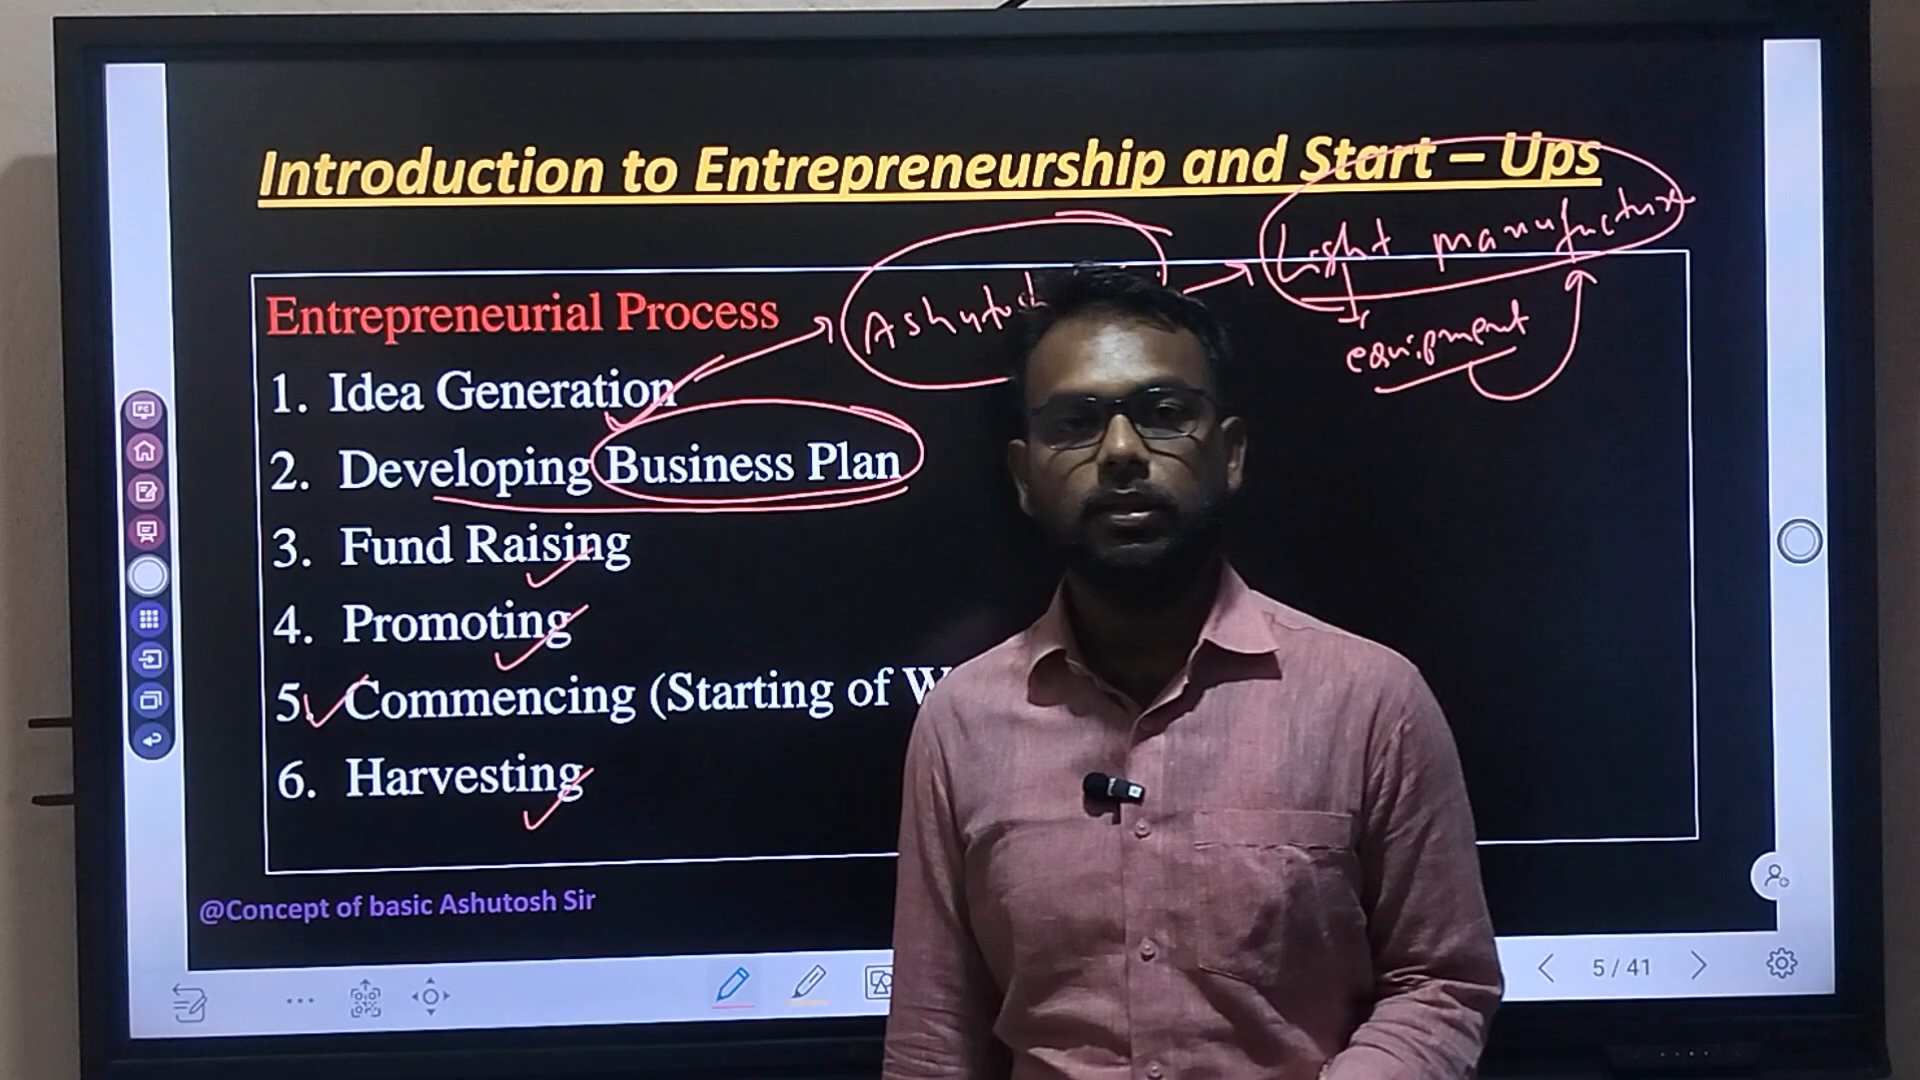 Introduction to Entrepreneurship and Start – Ups
Light manufacture
Ashutosh
equipment
Entrepreneurial Process
1. Idea Generation
2. Developing Business Plan
3. Fund Raising
4. Promoting
5. Commencing (Starting of
6. Harvesting
@Concept of basic Ashutosh Sir
5 / 41